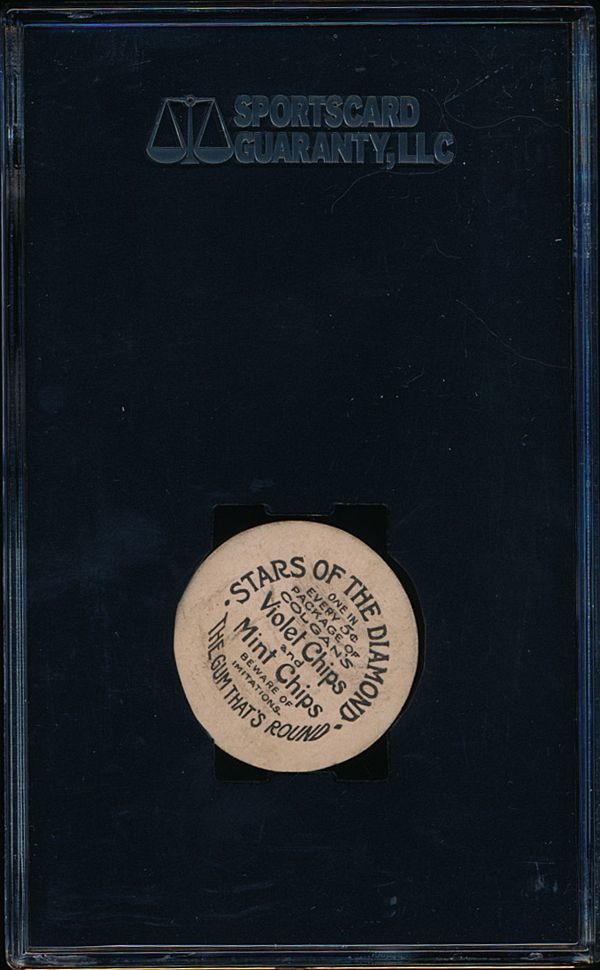 SPORTSCARD
GUARANTY, LLC
• STARS OF THE DIAMOND •
ONE IN
EVERY 5¢
PACKAGE OF
COLGANS
Violet Chips
and
Mint Chips
BEWARE OF
IMITATIONS.
THE GUM THAT'S ROUND